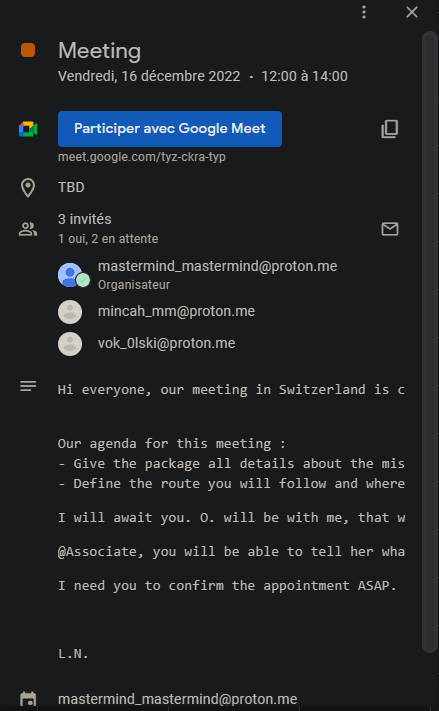 Meeting
Vendredi, 16 décembre 2022 · 12:00 à 14:00
Participer avec Google Meet
meet.google.com/tyz-ckra-typ
TBD
3 invités
1 oui, 2 en attente
mastermind_mastermind@proton.me
Organisateur
mincah_mm@proton.me
vok_0lski@proton.me
Hi everyone, our meeting in Switzerland is c
Our agenda for this meeting :
- Give the package all details about the mis
- Define the route you will follow and where
I will await you. O. will be with me, that w
@Associate, you will be able to tell her wha
I need you to confirm the appointment ASAP.
L.N.
mastermind_mastermind@proton.me